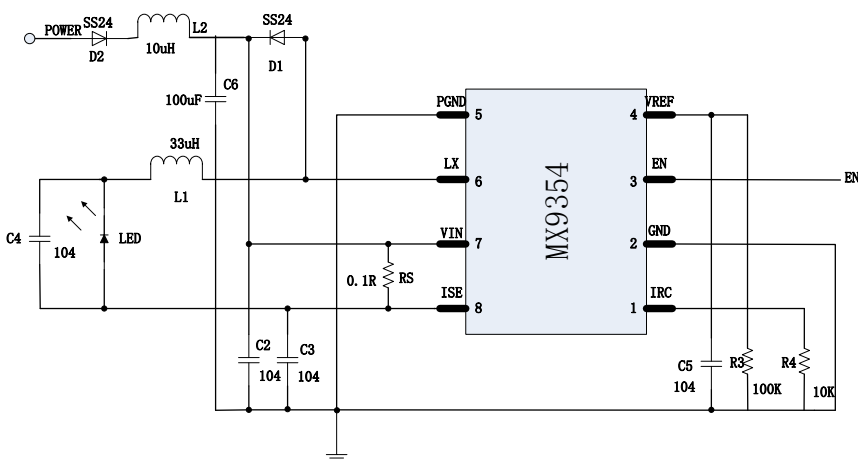 POWER
SS24
D2
L2
10uH
SS24
D1
C6
100uF
33uH
L1
C4
104
LED
PGND
5
LX
6
VIN
7
ISE
8
0.1R
RS
C2
104
C3
104
MX9354
VREF
4
EN
3
EN
GND
2
IRC
1
C5
104
R3
100K
R4
10K